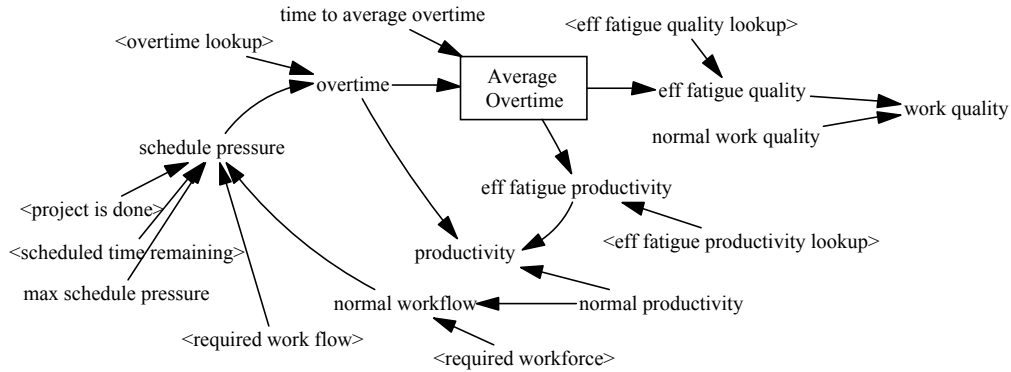 time to average overtime
<eff fatigue quality lookup>
<overtime lookup>
Average
Overtime
overtime
eff fatigue quality
work quality
normal work quality
schedule pressure
eff fatigue productivity
<project is done>
<eff fatigue productivity lookup>
<scheduled time remaining>
productivity
max schedule pressure
normal workflow
normal productivity
<required work flow>
<required workforce>